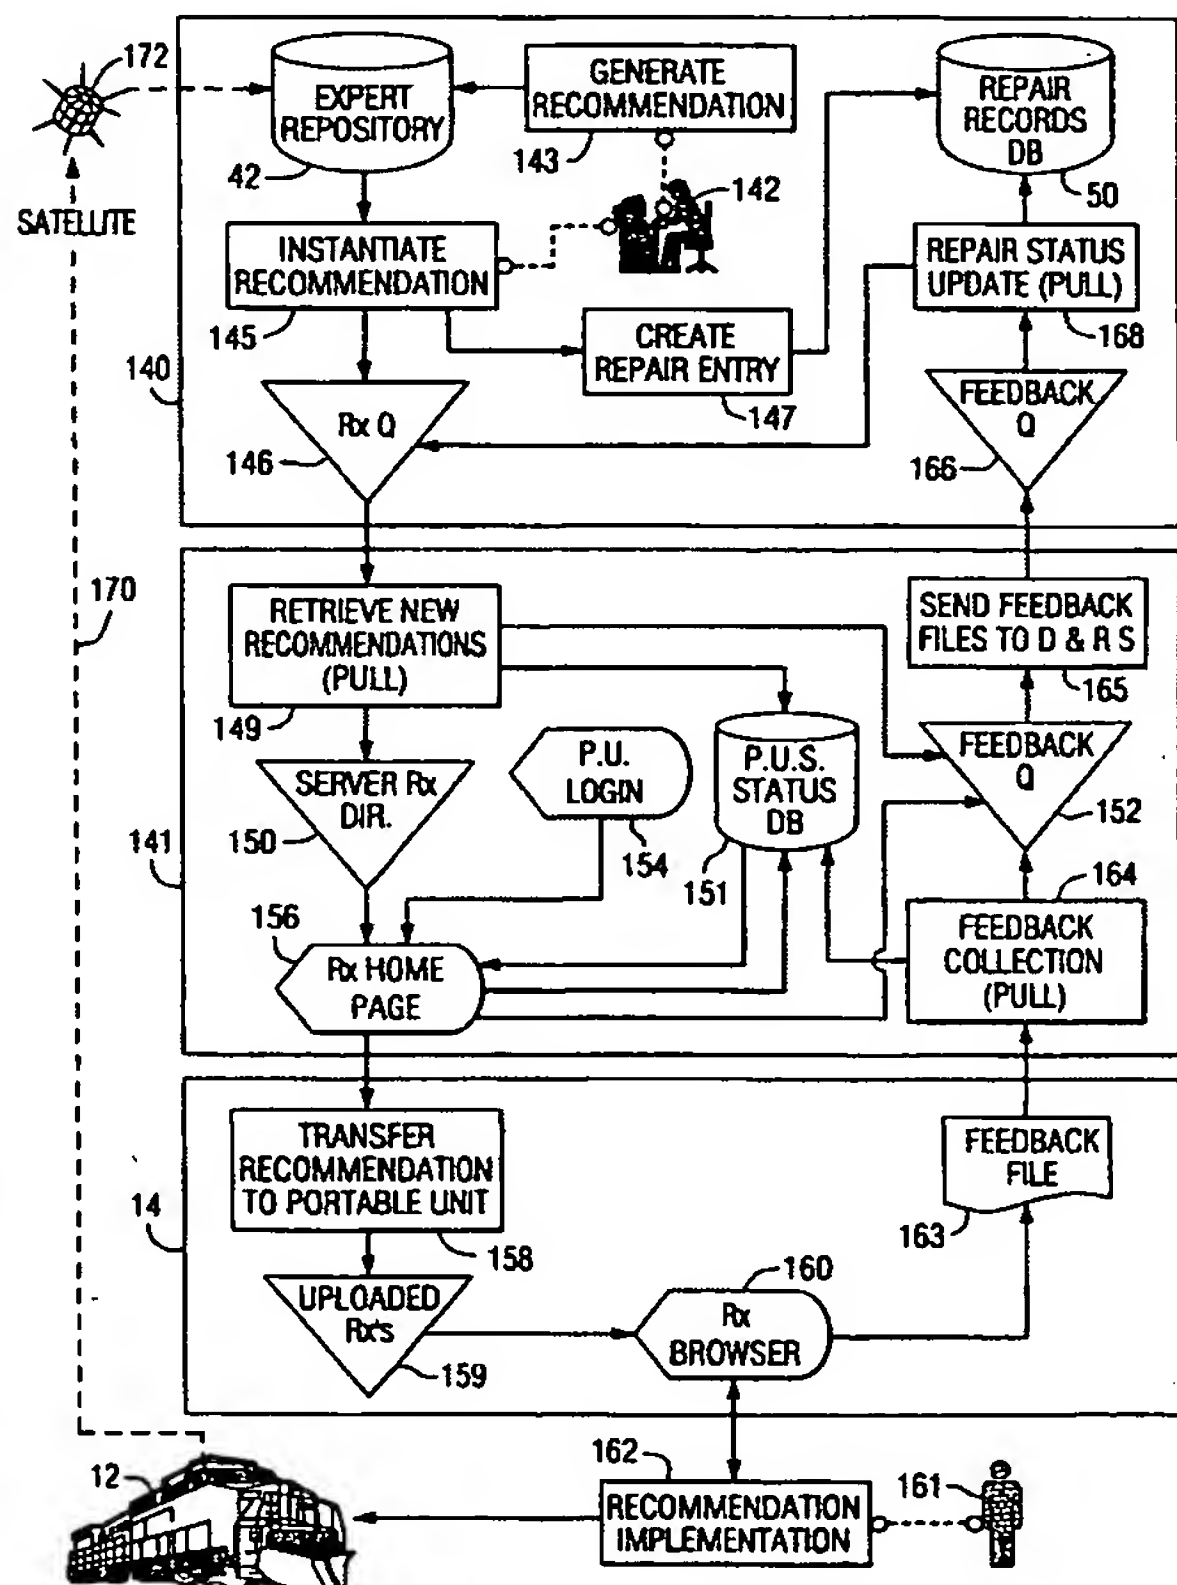 172
EXPERT
REPOSITORY
42
GENERATE
RECOMMENDATION
143
142
REPAIR
RECORDS
DB
50
SATELLITE
INSTANTIATE
RECOMMENDATION
145
REPAIR STATUS
UPDATE (PULL)
168
CREATE
REPAIR ENTRY
147
140
Rx Q
146
FEEDBACK
Q
166
170
RETRIEVE NEW
RECOMMENDATIONS
(PULL)
149
SEND FEEDBACK
FILES TO D & R S
165
P.U.
LOGIN
154
P.U.S.
STATUS
DB
151
FEEDBACK
Q
152
SERVER Rx
DIR.
150
141
164
156
Rx HOME
PAGE
FEEDBACK
COLLECTION
(PULL)
TRANSFER
RECOMMENDATION
TO PORTABLE UNIT
158
FEEDBACK
FILE
163
14
UPLOADED
Rx's
159
160
Rx
BROWSER
12
162
RECOMMENDATION
IMPLEMENTATION
161